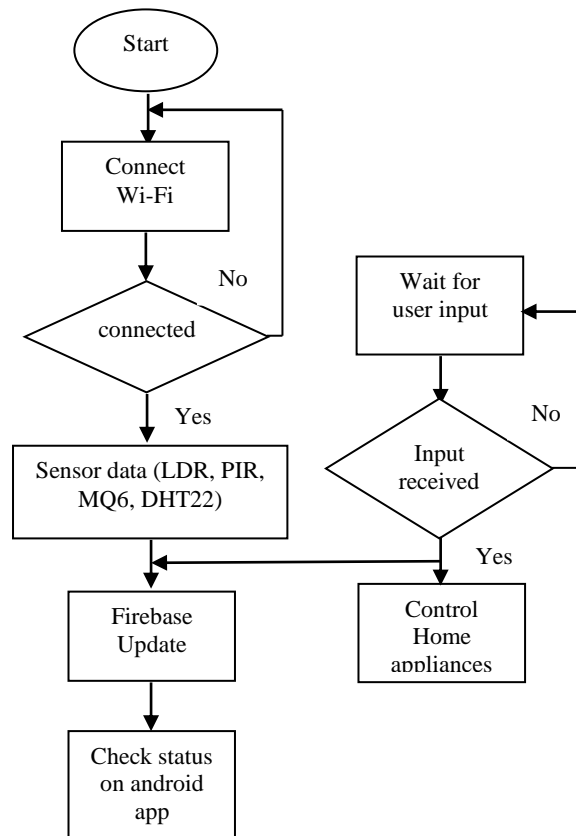 Start
Connect
Wi-Fi
No
connected
Yes
Sensor data (LDR, PIR,
MQ6, DHT22)
Firebase
Update
Check status
on android
app
Wait for
user input
No
Input
received
Yes
Control
Home
appliances